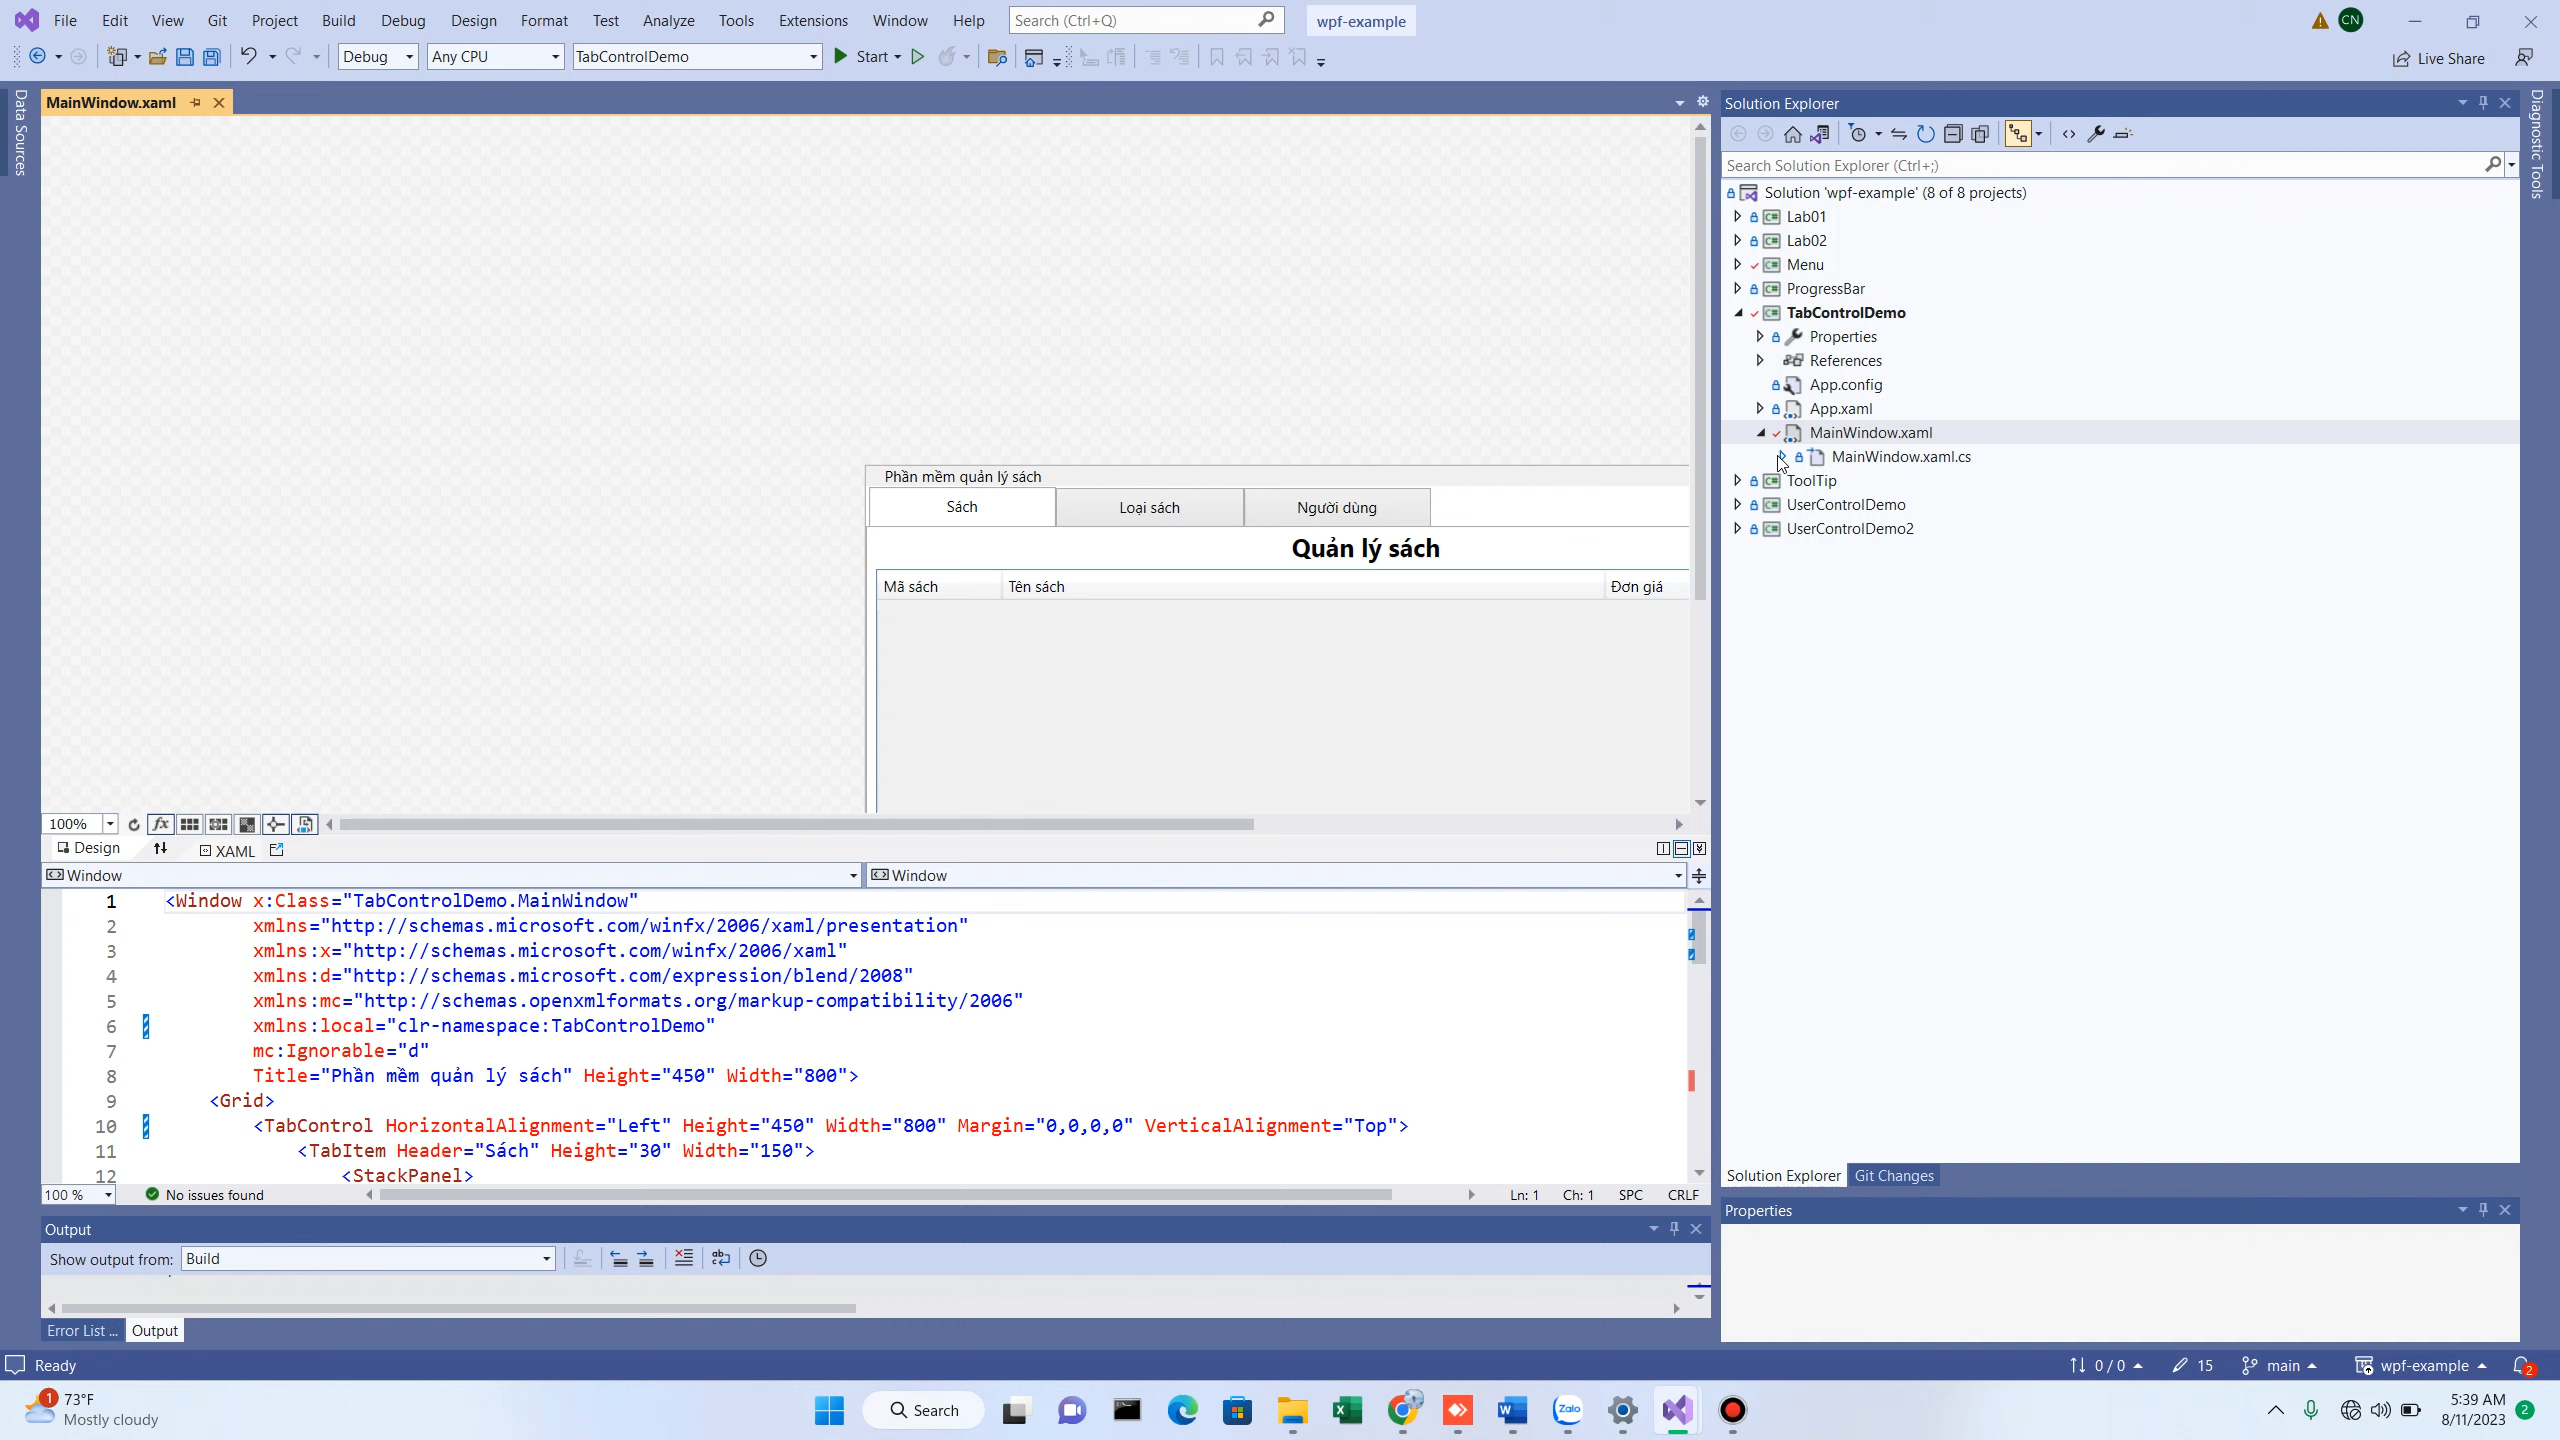 File Edit View Git Project Build Debug Design Format Test Analyze Tools Extensions Window Help Search (Ctrl+Q) wpf-example CN
Debug Any CPU TabControlDemo Start Live Share
Data Sources
MainWindow.xaml
Phần mềm quản lý sách
Sách Loại sách Người dùng
Quản lý sách
Mã sách Tên sách Đơn giá
100%
Design XAML
Window Window
1 <Window x:Class="TabControlDemo.MainWindow"
2 xmlns="http://schemas.microsoft.com/winfx/2006/xaml/presentation"
3 xmlns:x="http://schemas.microsoft.com/winfx/2006/xaml"
4 xmlns:d="http://schemas.microsoft.com/expression/blend/2008"
5 xmlns:mc="http://schemas.openxmlformats.org/markup-compatibility/2006"
6 xmlns:local="clr-namespace:TabControlDemo"
7 mc:Ignorable="d"
8 Title="Phần mềm quản lý sách" Height="450" Width="800">
9 <Grid>
10 <TabControl HorizontalAlignment="Left" Height="450" Width="800" Margin="0,0,0,0" VerticalAlignment="Top">
11 <TabItem Header="Sách" Height="30" Width="150">
12 <StackPanel>
100 % No issues found Ln: 1 Ch: 1 SPC CRLF
Output
Show output from: Build
Error List ... Output
Solution Explorer
Search Solution Explorer (Ctrl+;)
Solution 'wpf-example' (8 of 8 projects)
Lab01
Lab02
Menu
ProgressBar
TabControlDemo
Properties
References
App.config
App.xaml
MainWindow.xaml
MainWindow.xaml.cs
ToolTip
UserControlDemo
UserControlDemo2
Solution Explorer Git Changes
Properties
Diagnostic Tools
Ready 0 / 0 15 main wpf-example 2
1 73°F
Mostly cloudy
Search
Zalo
5:39 AM
8/11/2023
2